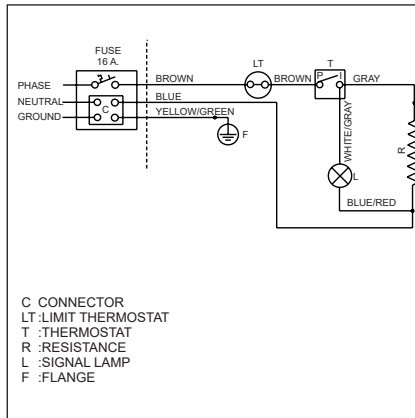 FUSE
16 A.
LT
T
PHASE
BROWN
BROWN
P I
GRAY
NEUTRAL
BLUE
C
GROUND
YELLOW/GREEN
F
WHITE/GRAY
R
L
BLUE/RED
C CONNECTOR
LT :LIMIT THERMOSTAT
T :THERMOSTAT
R :RESISTANCE
L :SIGNAL LAMP
F :FLANGE